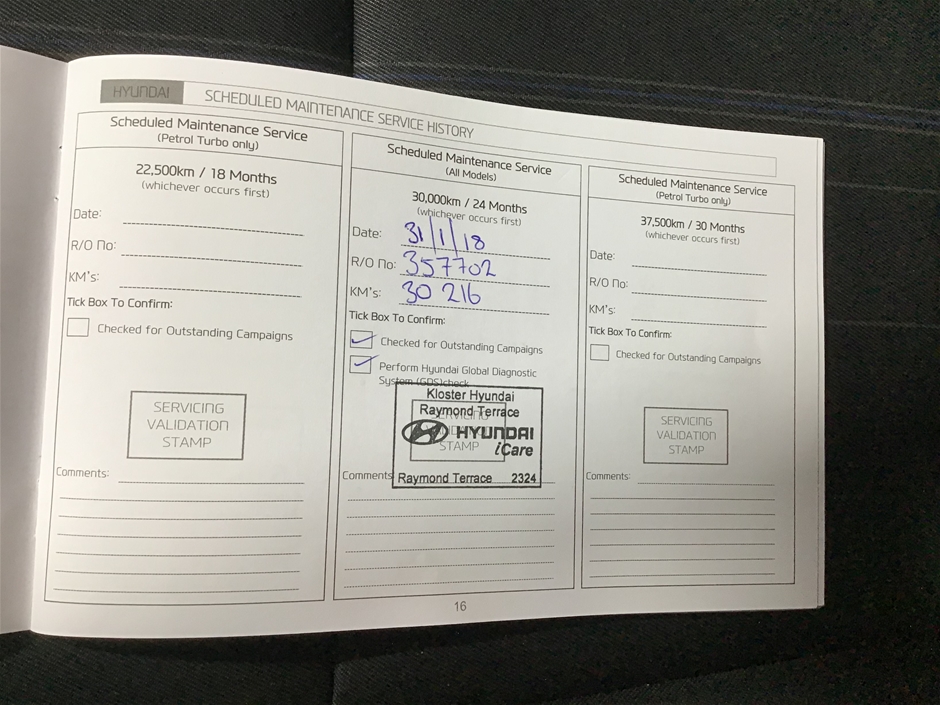 HYUNDAI SCHEDULED MAINTENANCE SERVICE HISTORY
Scheduled Maintenance Service
(Petrol Turbo only)
22,500km / 18 Months
(whichever occurs first)
Date:
R/O No:
KM's:
Tick Box To Confirm:
Checked for Outstanding Campaigns
SERVICING
VALIDATION
STAMP
Comments:
Scheduled Maintenance Service
(All Models)
30,000km / 24 Months
(whichever occurs first)
Date: 31/1/18
R/O No: 357702
KM's: 30 216
Tick Box To Confirm:
Checked for Outstanding Campaigns
Perform Hyundai Global Diagnostic
System (GDS)check
Kloster Hyundai
Raymond Terrace
SERVICING
HYUNDAI
STAMP
iCare
Comments
Raymond Terrace 2324
Scheduled Maintenance Service
(Petrol Turbo only)
37,500km / 30 Months
(whichever occurs first)
Date:
R/O No:
KM's:
Tick Box To Confirm:
Checked for Outstanding Campaigns
SERVICING
VALIDATION
STAMP
Comments:
16